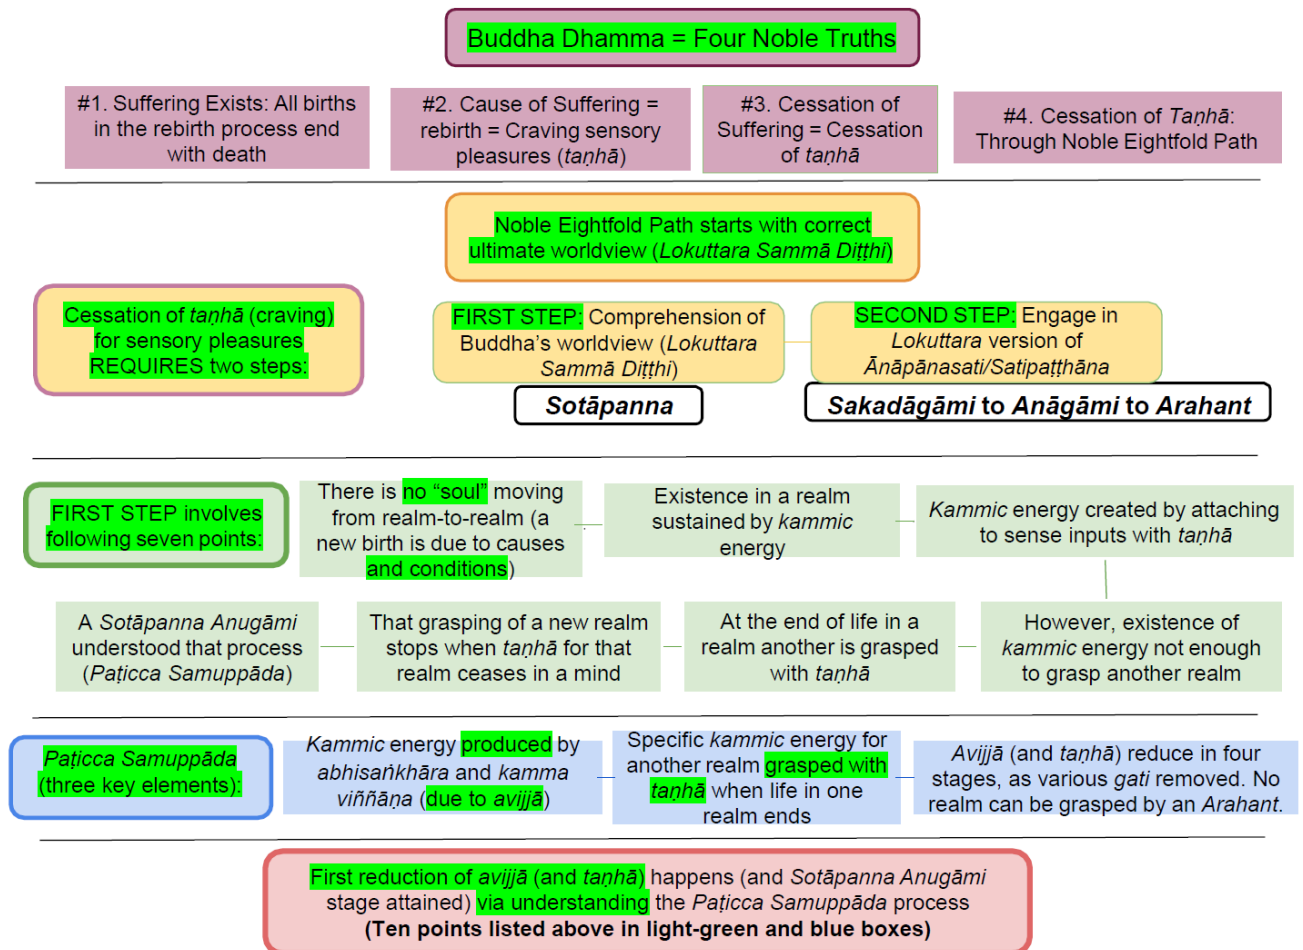 Buddha Dhamma = Four Noble Truths
#1. Suffering Exists: All births
in the rebirth process end
with death
#2. Cause of Suffering =
rebirth = Craving sensory
pleasures (taṇhā)
#3. Cessation of
Suffering = Cessation
of taṇhā
#4. Cessation of Taṇhā:
Through Noble Eightfold Path
Noble Eightfold Path starts with correct
ultimate worldview (Lokuttara Sammā Diṭṭhi)
Cessation of taṇhā (craving)
for sensory pleasures
REQUIRES two steps:
FIRST STEP: Comprehension of
Buddha's worldview (Lokuttara
Sammā Diṭṭhi)
Sotāpanna
SECOND STEP: Engage in
Lokuttara version of
Ānāpānasati/Satipaṭṭhāna
Sakadāgāmi to Anāgāmi to Arahant
FIRST STEP involves
following seven points:
There is no “soul” moving
from realm-to-realm (a
new birth is due to causes
and conditions)
Existence in a realm
sustained by kammic
energy
Kammic energy created by attaching
to sense inputs with taṇhā
However, existence of
kammic energy not enough
to grasp another realm
At the end of life in a
realm another is grasped
with taṇhā
That grasping of a new realm
stops when taṇhā for that
realm ceases in a mind
A Sotāpanna Anugāmi
understood that process
(Paṭicca Samuppāda)
Paṭicca Samuppāda
(three key elements):
Kammic energy produced by
abhisaṅkhāra and kamma
viññāṇa (due to avijjā)
Specific kammic energy for
another realm grasped with
taṇhā when life in one
realm ends
Avijjā (and taṇhā) reduce in four
stages, as various gati removed. No
realm can be grasped by an Arahant.
First reduction of avijjā (and taṇhā) happens (and Sotāpanna Anugāmi
stage attained) via understanding the Paṭicca Samuppāda process
(Ten points listed above in light-green and blue boxes)